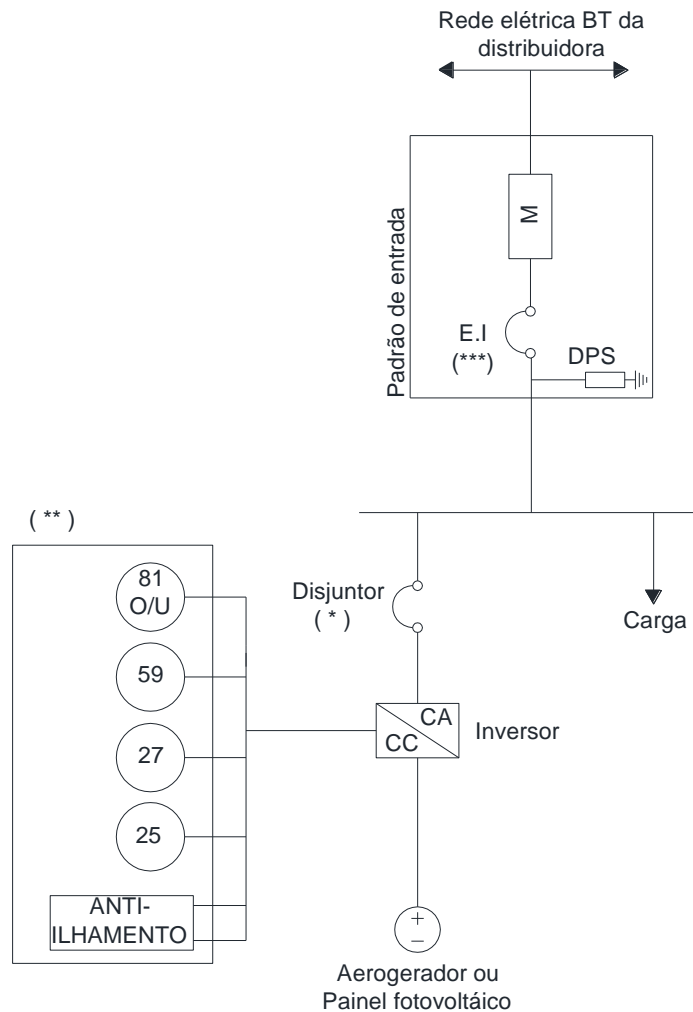 Rede elétrica BT da
distribuidora
Padrão de entrada
M
E.I
(***)
DPS
( ** )
81
O/U
59
27
25
ANTI-
ILHAMENTO
Disjuntor
( * )
Carga
CA
CC
Inversor
+
−
Aerogerador ou
Painel fotovoltáico